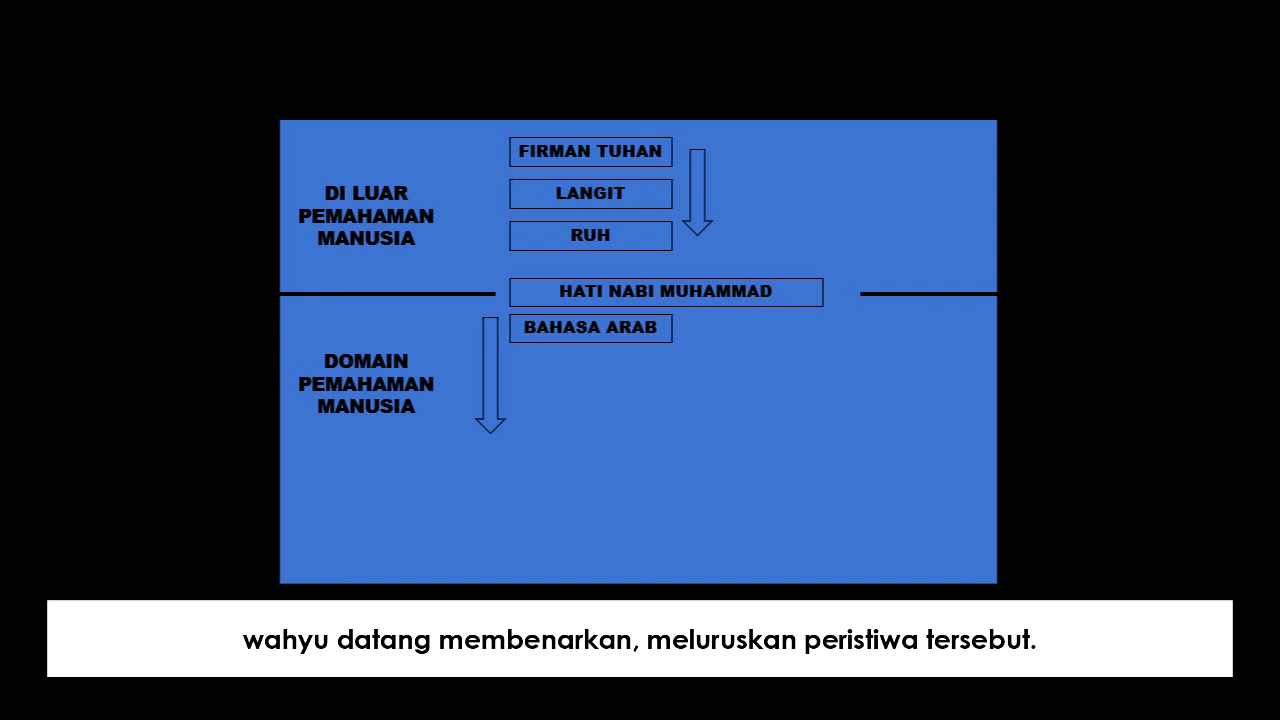 FIRMAN TUHAN
LANGIT
RUH
DI LUAR
PEMAHAMAN
MANUSIA
HATI NABI MUHAMMAD
BAHASA ARAB
DOMAIN
PEMAHAMAN
MANUSIA
wahyu datang membenarkan, meluruskan peristiwa tersebut.